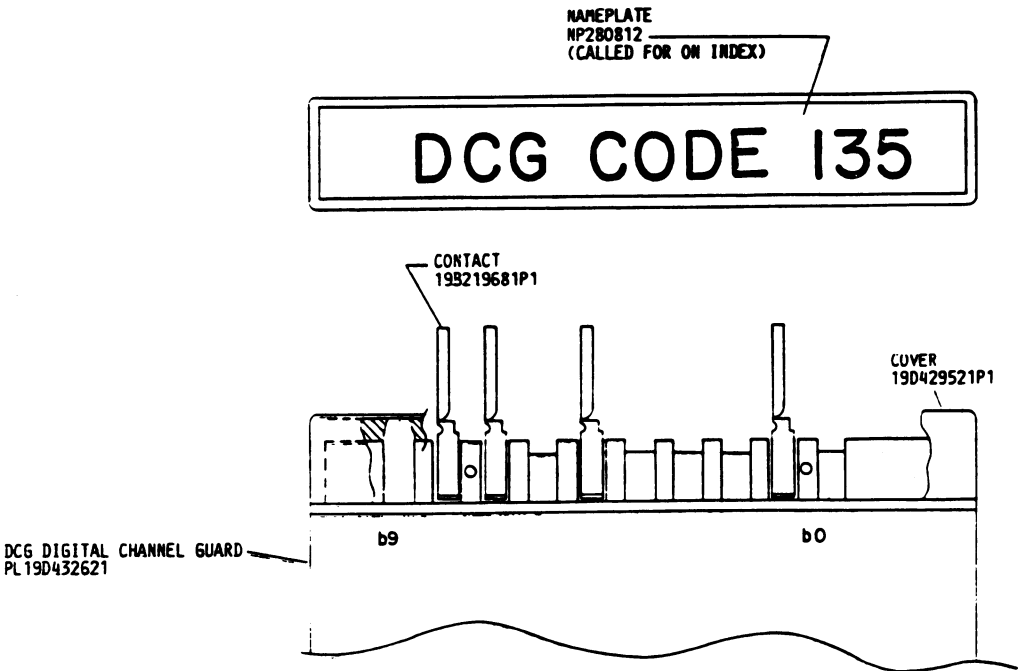 NAMEPLATE
NP280812
(CALLED FOR ON INDEX)
DCG CODE 135
CONTACT
19B219681P1
COVER
19D429521P1
b9
b0
DCG DIGITAL CHANNEL GUARD
PL19D432621